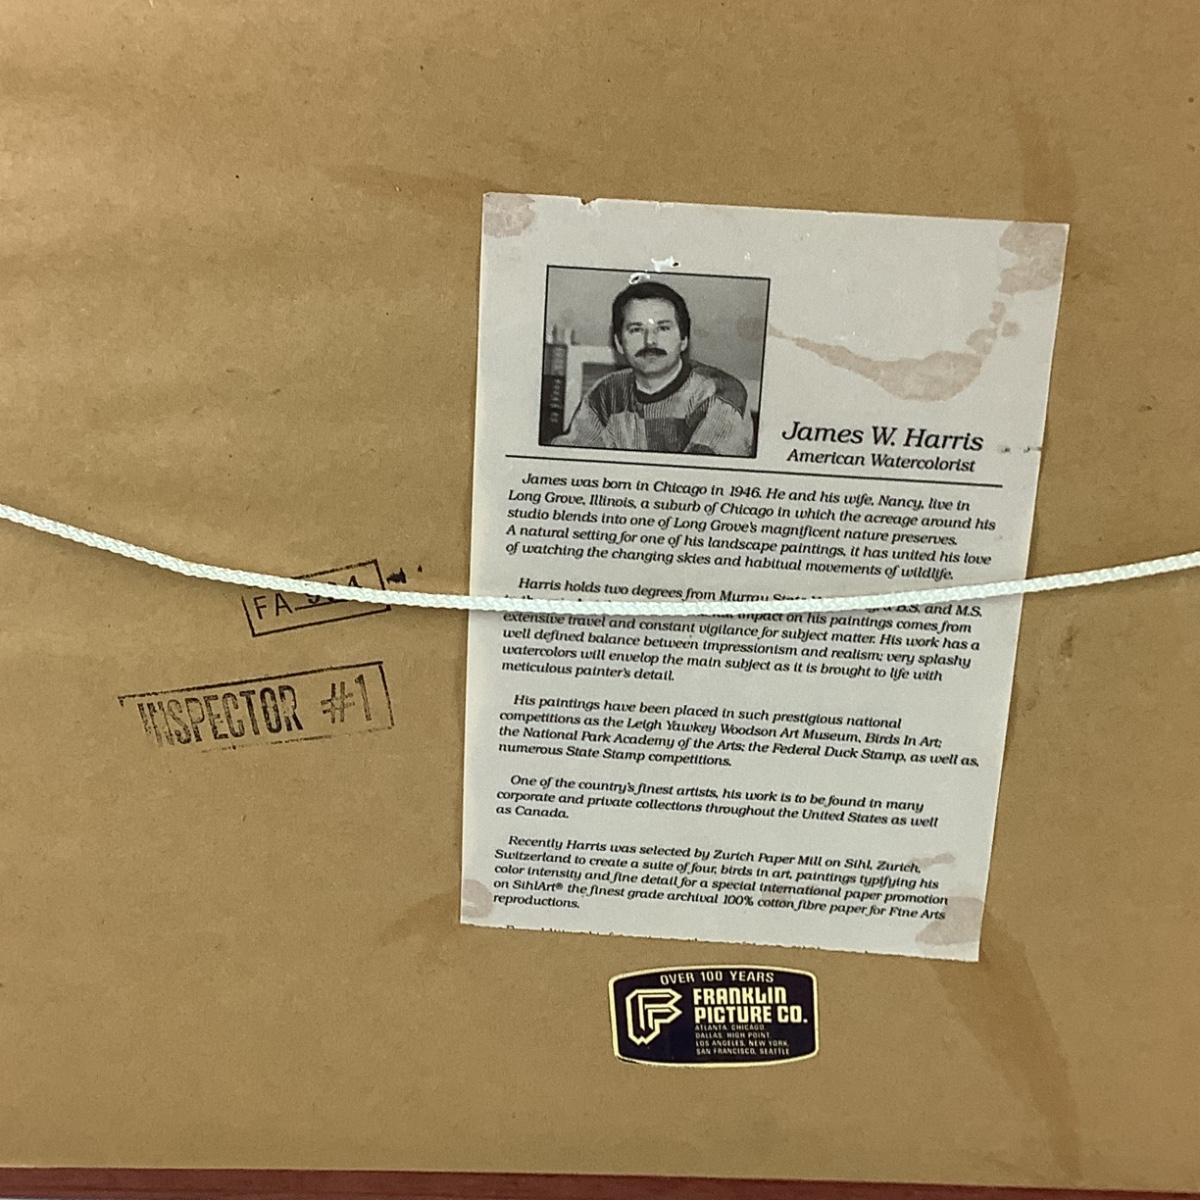 James W. Harris
American Watercolorist
James was born in Chicago in 1946. He and his wife, Nancy, live in
Long Grove, Illinois, a suburb of Chicago in which the acreage around his
studio blends into one of Long Grove's magnificent nature preserves.
A natural setting for one of his landscape paintings, it has united his love
of watching the changing skies and habitual movements of wildlife.
Harris holds two degrees from Murray State B.S. and M.S.
impact on his paintings comes from
extensive travel and constant vigilance for subject matter. His work has a
well defined balance between impressionism and realism; very splashy
watercolors will envelop the main subject as it is brought to life with
meticulous painter's detail.
His paintings have been placed in such prestigious national
competitions as the Leigh Yawkey Woodson Art Museum, Birds In Art;
the National Park Academy of the Arts; the Federal Duck Stamp, as well as,
numerous State Stamp competitions.
One of the country's finest artists, his work is to be found in many
corporate and private collections throughout the United States as well
as Canada.
Recently Harris was selected by Zurich Paper Mill on Sihl, Zurich,
Switzerland to create a suite of four, birds in art, paintings typifying his
color intensity and fine detail for a special international paper promotion
on SihlArt® the finest grade archival 100% cotton fibre paper for Fine Arts
reproductions.
FA
INSPECTOR #1
OVER 100 YEARS
FRANKLIN
PICTURE CO.
ATLANTA, CHICAGO,
DALLAS, HIGH POINT,
LOS ANGELES, NEW YORK,
SAN FRANCISCO, SEATTLE